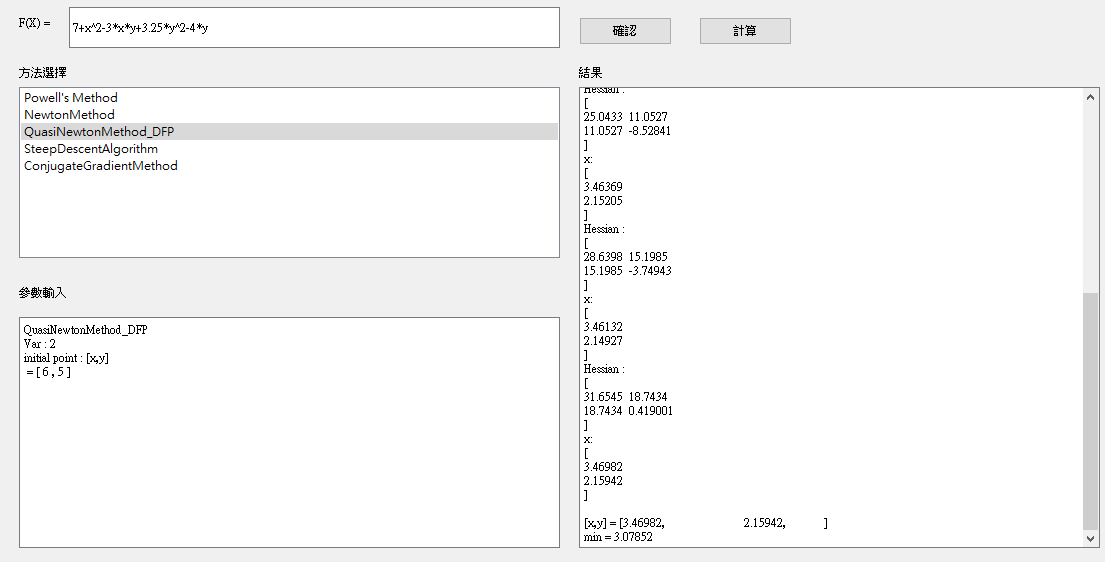 F(X) =
7+x^2-3*x*y+3.25*y^2-4*y
確認
計算
方法選擇
Powell's Method
NewtonMethod
QuasiNewtonMethod_DFP
SteepDescentAlgorithm
ConjugateGradientMethod
參數輸入
QuasiNewtonMethod_DFP
Var : 2
initial point : [x,y]
= [ 6 , 5 ]
結果
Hessian :
[
25.0433 11.0527
11.0527 -8.52841
]
x:
[
3.46369
2.15205
]
Hessian :
[
28.6398 15.1985
15.1985 -3.74943
]
x:
[
3.46132
2.14927
]
Hessian :
[
31.6545 18.7434
18.7434 0.419001
]
x:
[
3.46982
2.15942
]
[x,y] = [3.46982, 2.15942, ]
min = 3.07852